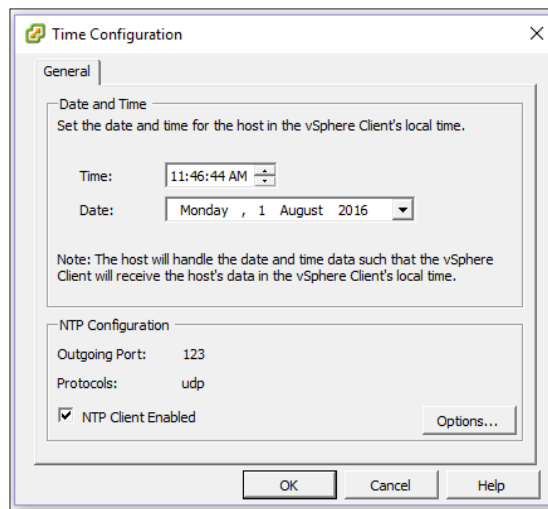 Time Configuration
General
Date and Time
Set the date and time for the host in the vSphere Client's local time.
Time: 11:46:44 AM
Date: Monday , 1 August 2016
Note: The host will handle the date and time data such that the vSphere
Client will receive the host's data in the vSphere Client's local time.
NTP Configuration
Outgoing Port: 123
Protocols: udp
NTP Client Enabled
Options...
OK Cancel Help